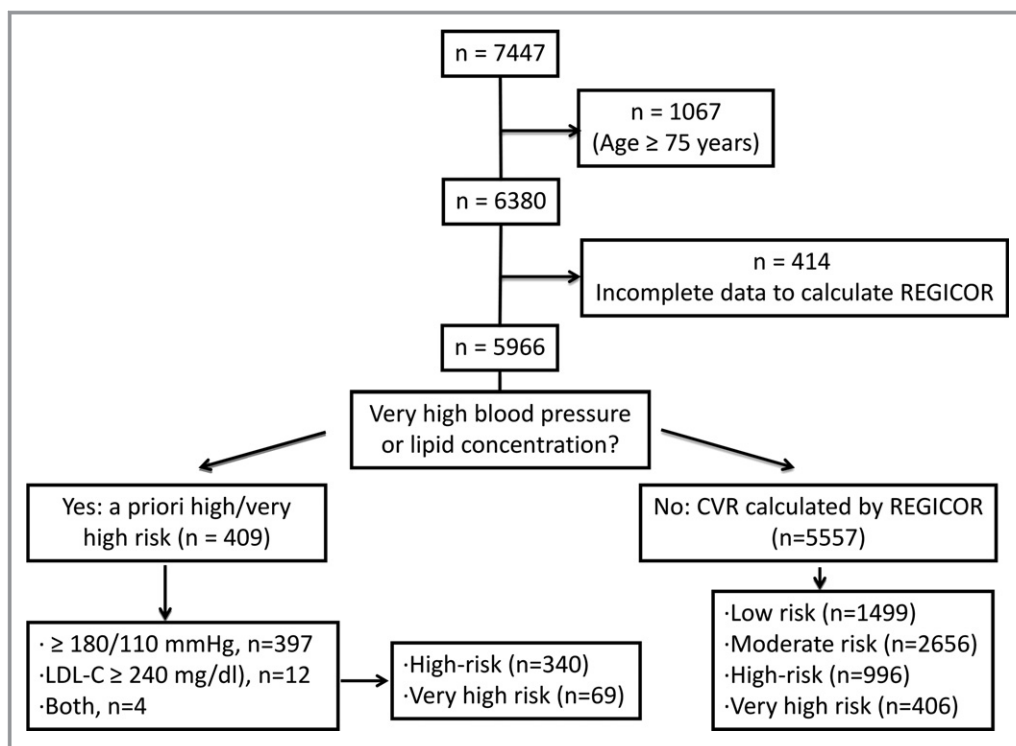 n = 7447
n = 1067
(Age ≥ 75 years)
n = 6380
n = 414
Incomplete data to calculate REGICOR
n = 5966
Very high blood pressure
or lipid concentration?
Yes: a priori high/very
high risk (n = 409)
No: CVR calculated by REGICOR
(n=5557)
· ≥ 180/110 mmHg, n=397
·LDL-C ≥ 240 mg/dl), n=12
·Both, n=4
·High-risk (n=340)
·Very high risk (n=69)
·Low risk (n=1499)
·Moderate risk (n=2656)
·High-risk (n=996)
·Very high risk (n=406)